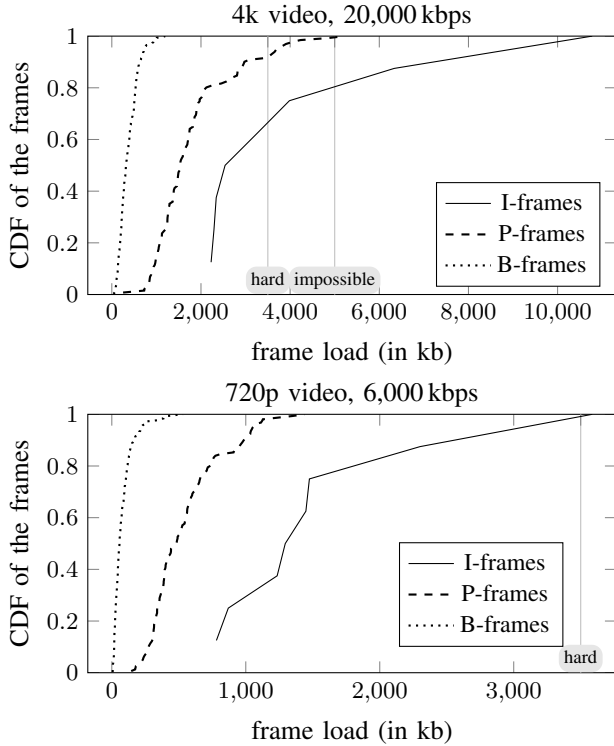 4k video, 20,000 kbps
CDF of the frames
1
0.8
0.6
0.4
0.2
0
I-frames
P-frames
B-frames
hard
impossible
0
2,000
4,000
6,000
8,000
10,000
frame load (in kb)
720p video, 6,000 kbps
CDF of the frames
1
0.8
0.6
0.4
0.2
0
I-frames
P-frames
B-frames
hard
0
1,000
2,000
3,000
frame load (in kb)